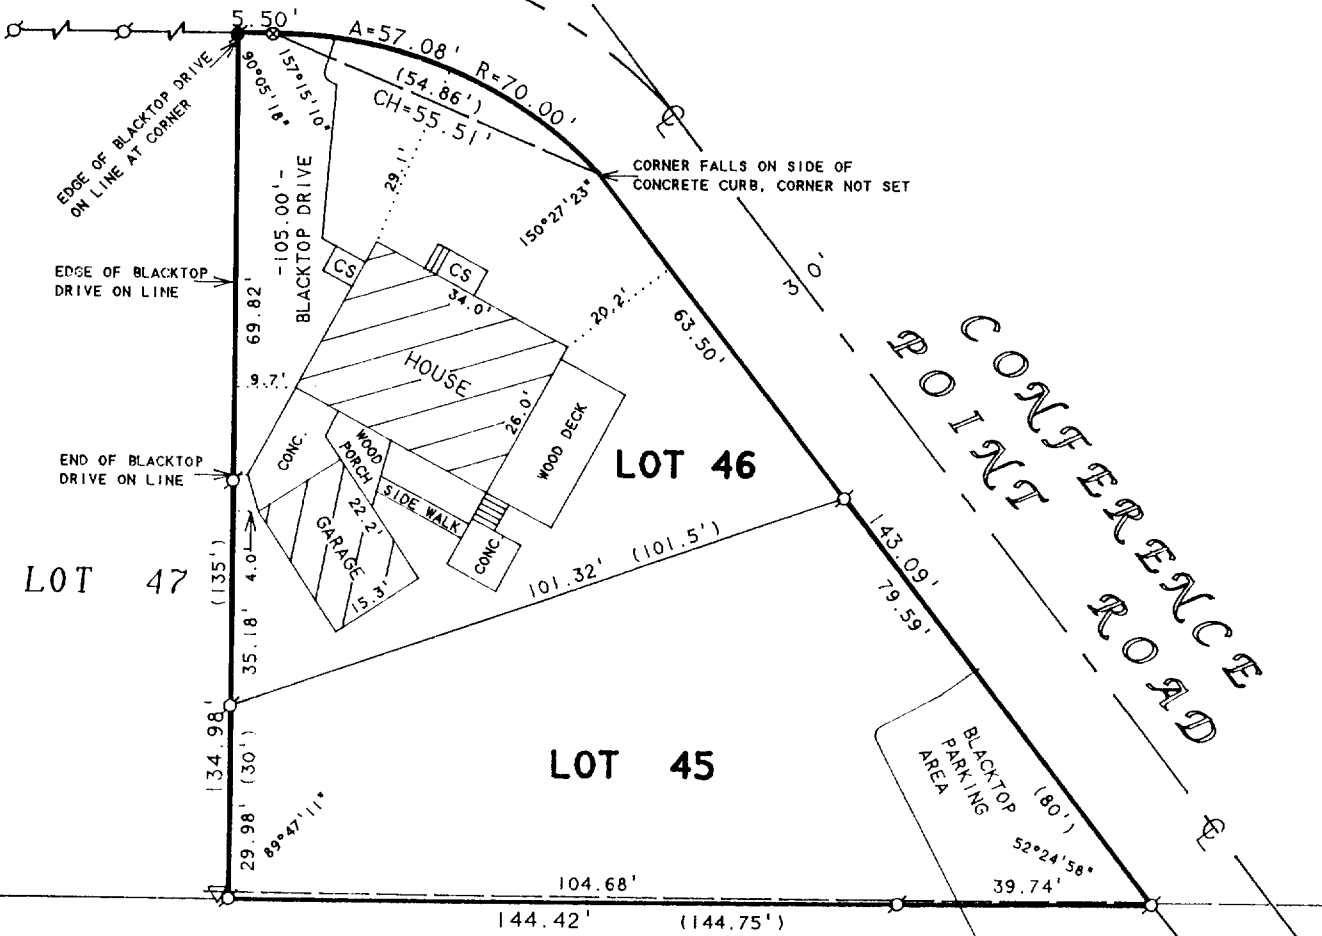 5.50'
A=57.08'
R=70.00'
(54.86')
CH=55.51'
90°05'18"
157°15'10"
EDGE OF BLACKTOP DRIVE
ON LINE AT CORNER
CORNER FALLS ON SIDE OF
CONCRETE CURB, CORNER NOT SET
150°27'23"
29.1'
-105.00'-
BLACKTOP DRIVE
EDGE OF BLACKTOP
DRIVE ON LINE
69.82'
CS
CS
34.0'
20.2'
30'
63.50'
HOUSE
9.7'
26.0'
CONFERENCE
POINT
ROAD
CONC.
WOOD
PORCH
WOOD DECK
LOT 46
END OF BLACKTOP
DRIVE ON LINE
SIDE WALK
22.2'
GARAGE
15.3'
CONC.
4.0'
(135')
LOT 47
101.32' (101.5')
143.09'
79.59'
35.18'
134.98'
(30')
29.98'
89°47'11"
LOT 45
BLACKTOP
PARKING
AREA
(80')
52°24'58"
104.68'
39.74'
144.42' (144.75')